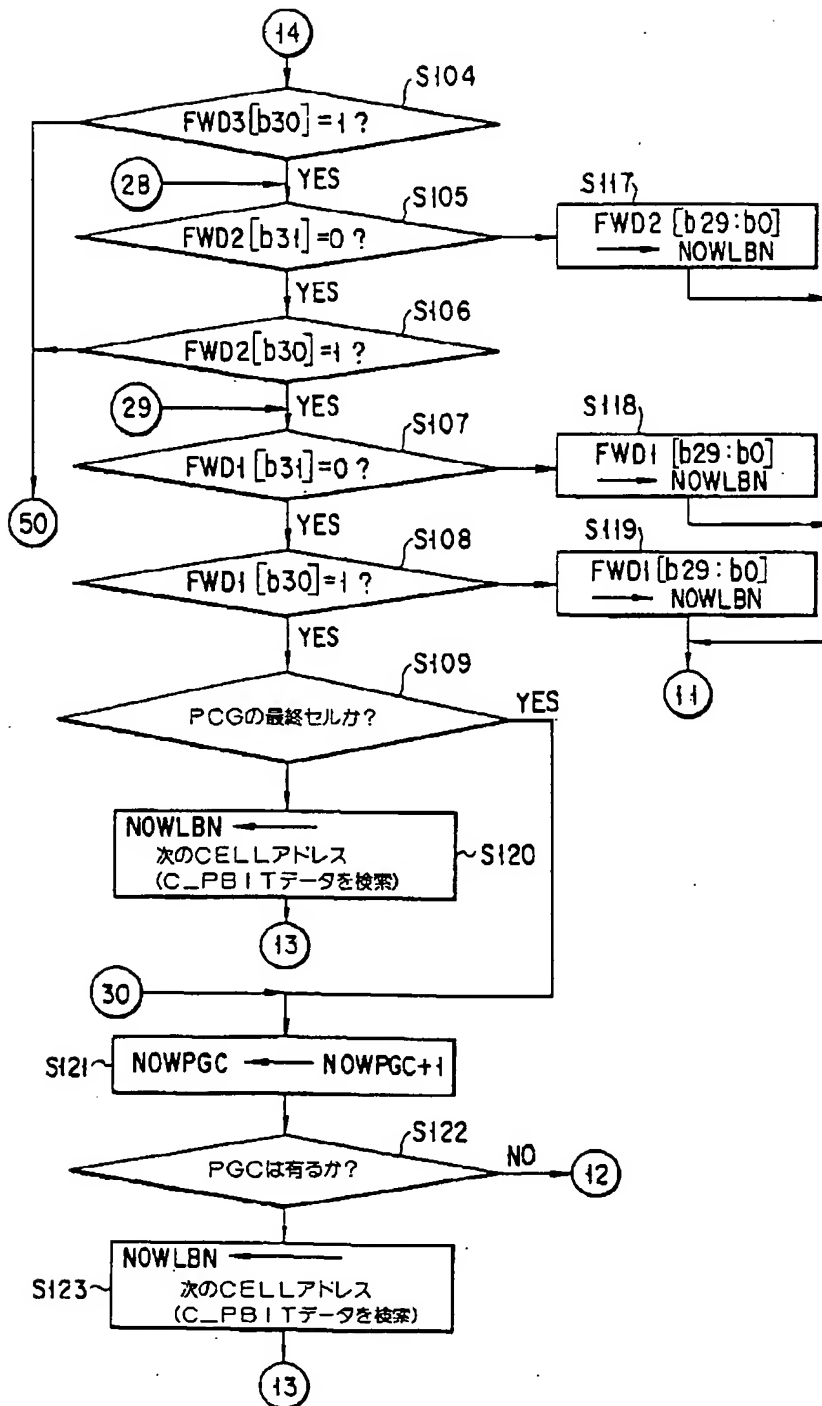 14
S104
FWD3[b30]=1?
YES
28
S105
FWD2[b31]=0?
S117
FWD2 [b29:b0]
→ NOWLBN
YES
S106
FWD2[b30]=1?
YES
29
S107
FWD1[b31]=0?
S118
FWD1 [b29:b0]
→ NOWLBN
50
YES
S108
FWD1[b30]=1?
S119
FWD1[b29:b0]
→ NOWLBN
YES
11
S109
PCGの最終セルか?
YES
NOWLBN ←
次のCELLアドレス
(C_PBITデータを検索)
S120
13
30
S121
NOWPGC ← NOWPGC+1
S122
PGCは有るか?
NO
12
S123
NOWLBN ←
次のCELLアドレス
(C_PBITデータを検索)
13